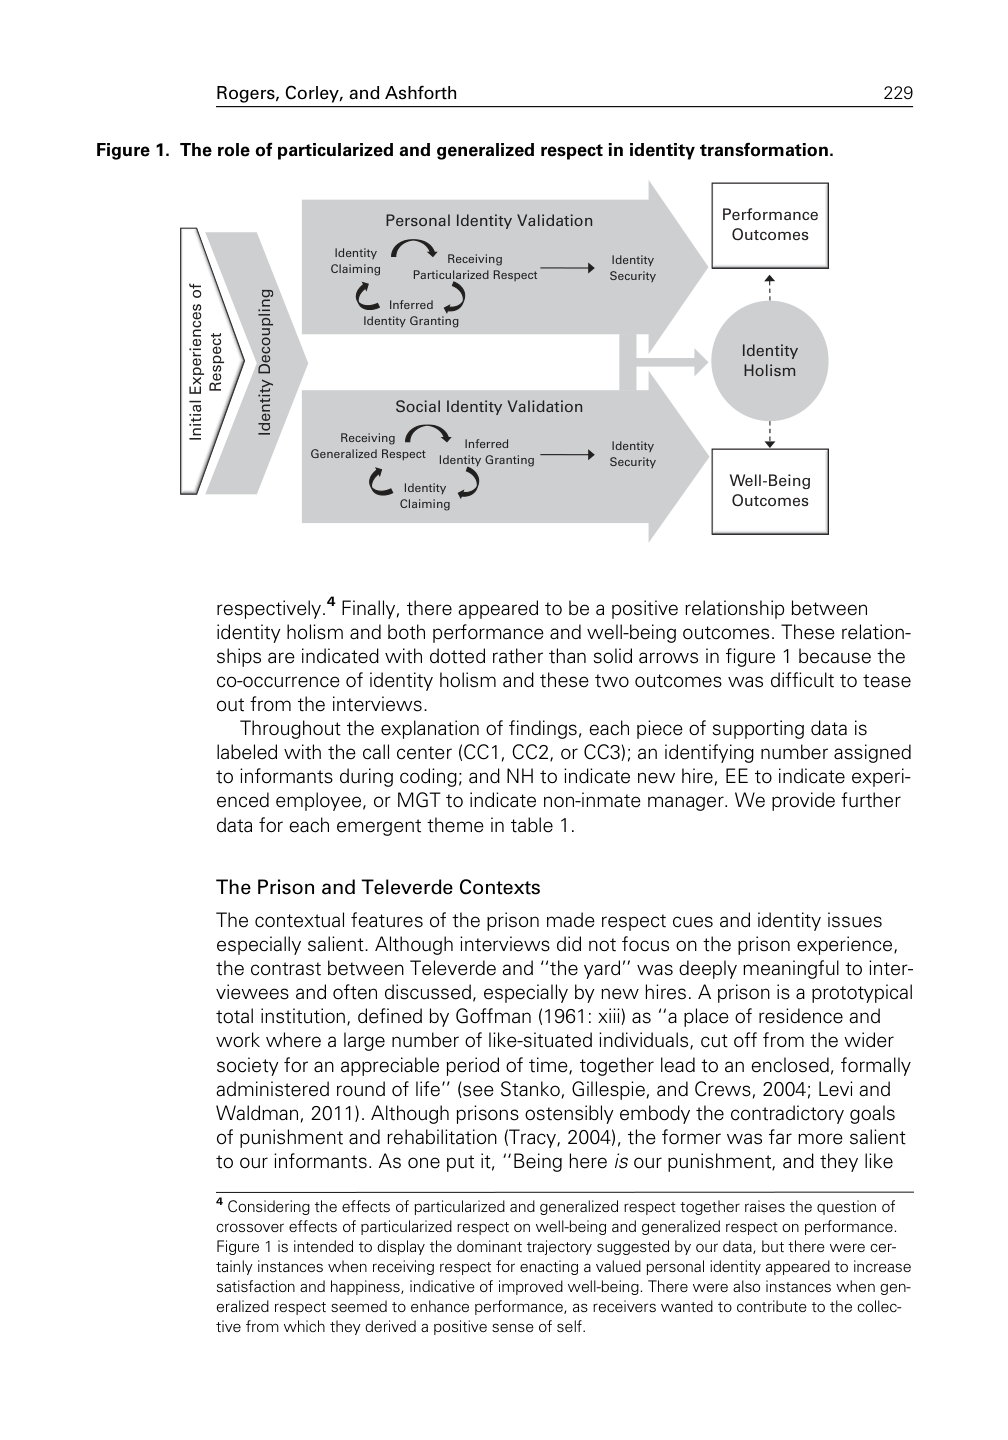 Rogers, Corley, and Ashforth 229
Figure 1. The role of particularized and generalized respect in identity transformation.
Initial Experiences of
Respect
Identity Decoupling
Personal Identity Validation
Identity
Claiming
Receiving
Particularized Respect
Inferred
Identity Granting
Identity
Security
Social Identity Validation
Receiving
Generalized Respect
Inferred
Identity Granting
Identity
Claiming
Identity
Security
Performance
Outcomes
Identity
Holism
Well-Being
Outcomes
respectively.4 Finally, there appeared to be a positive relationship between
identity holism and both performance and well-being outcomes. These relation-
ships are indicated with dotted rather than solid arrows in figure 1 because the
co-occurrence of identity holism and these two outcomes was difficult to tease
out from the interviews.
Throughout the explanation of findings, each piece of supporting data is
labeled with the call center (CC1, CC2, or CC3); an identifying number assigned
to informants during coding; and NH to indicate new hire, EE to indicate experi-
enced employee, or MGT to indicate non-inmate manager. We provide further
data for each emergent theme in table 1.
The Prison and Televerde Contexts
The contextual features of the prison made respect cues and identity issues
especially salient. Although interviews did not focus on the prison experience,
the contrast between Televerde and ''the yard'' was deeply meaningful to inter-
viewees and often discussed, especially by new hires. A prison is a prototypical
total institution, defined by Goffman (1961: xiii) as ''a place of residence and
work where a large number of like-situated individuals, cut off from the wider
society for an appreciable period of time, together lead to an enclosed, formally
administered round of life'' (see Stanko, Gillespie, and Crews, 2004; Levi and
Waldman, 2011). Although prisons ostensibly embody the contradictory goals
of punishment and rehabilitation (Tracy, 2004), the former was far more salient
to our informants. As one put it, ''Being here is our punishment, and they like
4 Considering the effects of particularized and generalized respect together raises the question of
crossover effects of particularized respect on well-being and generalized respect on performance.
Figure 1 is intended to display the dominant trajectory suggested by our data, but there were cer-
tainly instances when receiving respect for enacting a valued personal identity appeared to increase
satisfaction and happiness, indicative of improved well-being. There were also instances when gen-
eralized respect seemed to enhance performance, as receivers wanted to contribute to the collec-
tive from which they derived a positive sense of self.